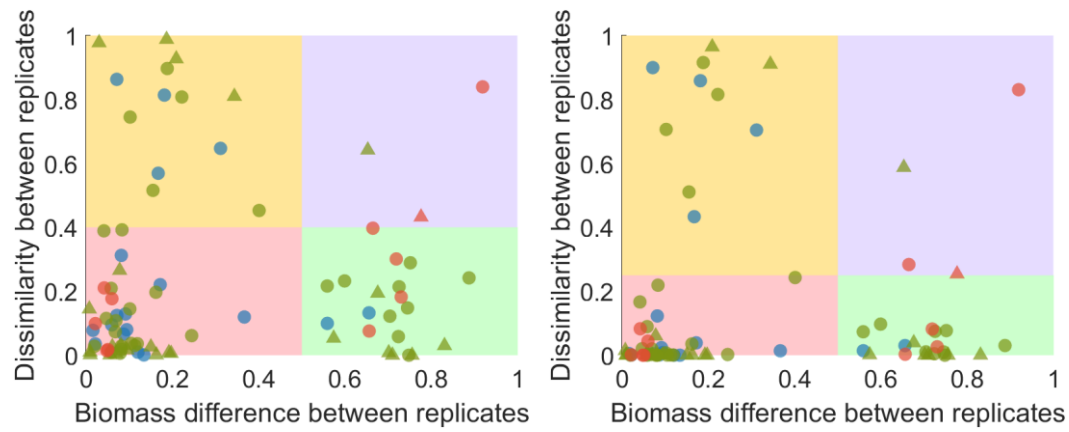 Dissimilarity between replicates
1
0.8
0.6
0.4
0.2
0
0 0.2 0.4 0.6 0.8 1
Biomass difference between replicates
Dissimilarity between replicates
1
0.8
0.6
0.4
0.2
0
0 0.2 0.4 0.6 0.8 1
Biomass difference between replicates